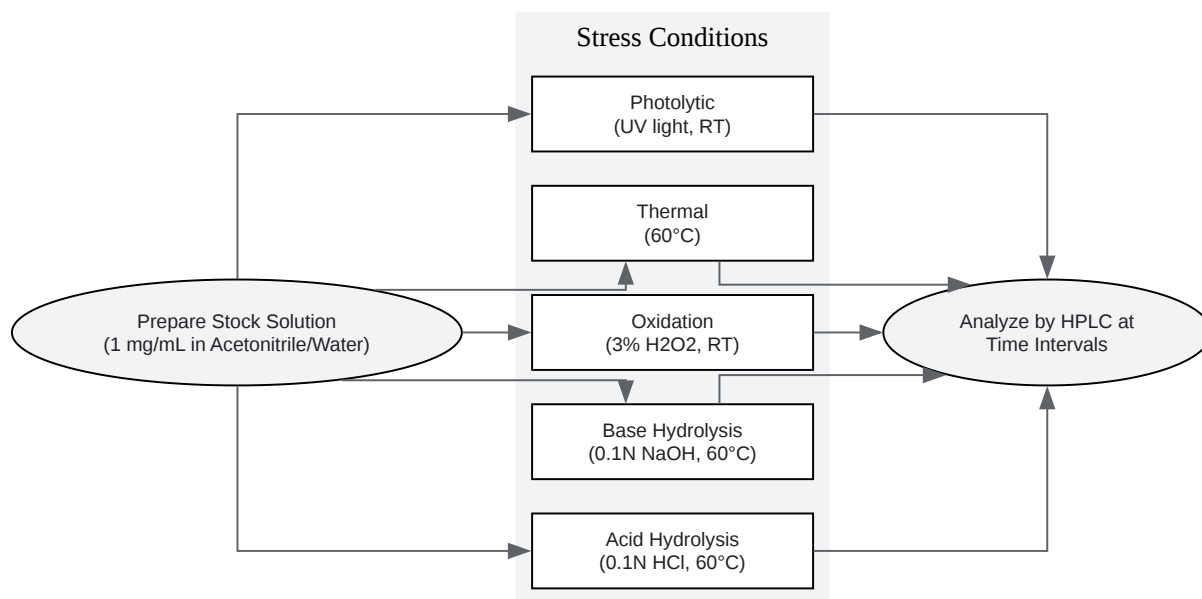 Stress Conditions
Photolytic
(UV light, RT)
Thermal
(60°C)
Prepare Stock Solution
(1 mg/mL in Acetonitrile/Water)
Oxidation
(3% H2O2, RT)
Analyze by HPLC at
Time Intervals
Base Hydrolysis
(0.1N NaOH, 60°C)
Acid Hydrolysis
(0.1N HCl, 60°C)